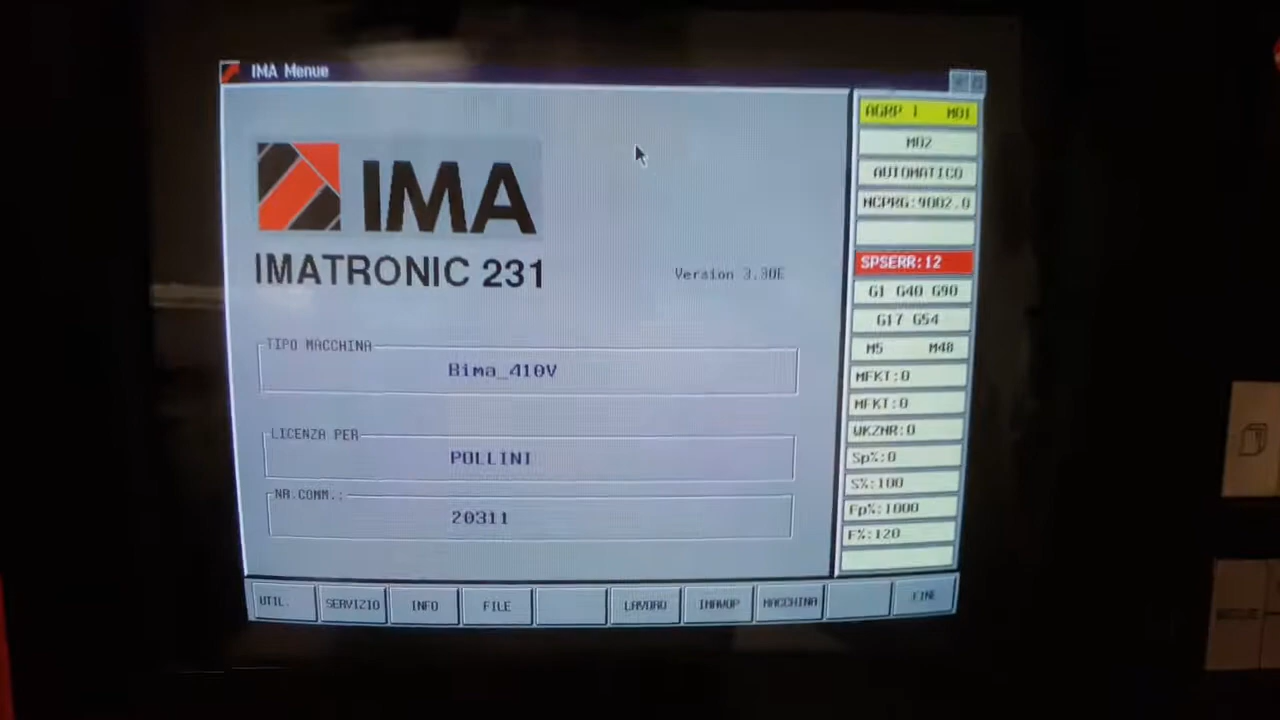 IMA Menue
IMA
IMATRONIC 231
Version 3.30E
TIPO MACCHINA
Bima_410V
LICENZA PER
POLLINI
NR.COMM.:
20311
AGRP 1 M01
M02
AUTOMATICO
NCPRG:9002.0
SPSERR:12
G1 G40 G90
G17 G54
M5 M48
MFKT:0
MFKT:0
WKZNR:0
Sp%:0
S%:100
Fp%:1000
F%:120
UTIL. SERVIZIO INFO FILE LAVORO IMAWOP MACCHINA FINE